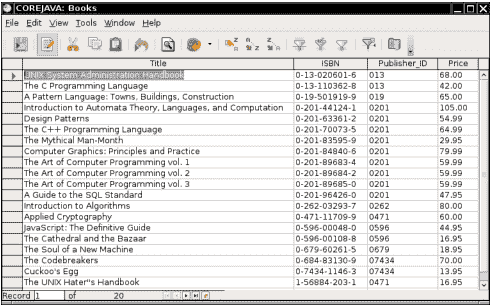 COREJAVA: Books
File Edit View Tools Window Help
Title ISBN Publisher_ID Price
UNIX System Administration Handbook 0-13-020601-6 013 68.00
The C Programming Language 0-13-110362-8 013 42.00
A Pattern Language: Towns, Buildings, Construction 0-19-501919-9 019 65.00
Introduction to Automata Theory, Languages, and Computation 0-201-44124-1 0201 105.00
Design Patterns 0-201-63361-2 0201 54.99
The C++ Programming Language 0-201-70073-5 0201 64.99
The Mythical Man-Month 0-201-83595-9 0201 29.95
Computer Graphics: Principles and Practice 0-201-84840-6 0201 79.99
The Art of Computer Programming vol. 1 0-201-89683-4 0201 59.99
The Art of Computer Programming vol. 2 0-201-89684-2 0201 59.99
The Art of Computer Programming vol. 3 0-201-89685-0 0201 59.99
A Guide to the SQL Standard 0-201-96426-0 0201 47.95
Introduction to Algorithms 0-262-03293-7 0262 80.00
Applied Cryptography 0-471-11709-9 0471 60.00
JavaScript: The Definitive Guide 0-596-00048-0 0596 44.95
The Cathedral and the Bazaar 0-596-00108-8 0596 16.95
The Soul of a New Machine 0-679-60261-5 0679 18.95
The Codebreakers 0-684-83130-9 07434 70.00
Cuckoo's Egg 0-7434-1146-3 07434 13.95
The UNIX Hater''s Handbook 1-56884-203-1 0471 16.95
Record 1 of 20